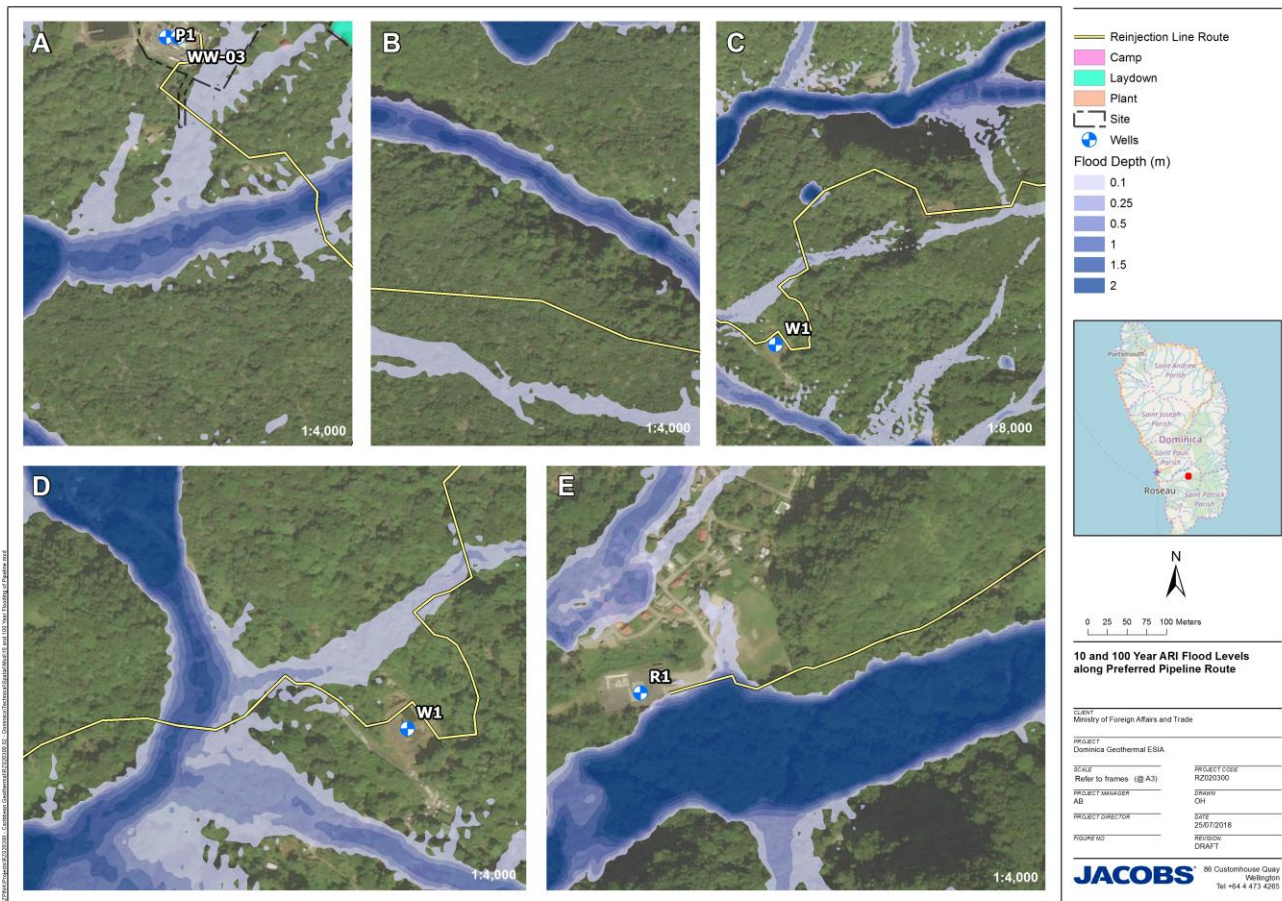 A
P1
WW-03
1:4,000
B
1:4,000
C
W1
1:8,000
D
W1
1:4,000
E
R1
1:4,000
Reinjection Line Route
Camp
Laydown
Plant
Site
Wells
Flood Depth (m)
0.1
0.25
0.5
1
1.5
2
Portsmouth
Saint Andrew
Parish
Saint Joseph
Parish
Dominica
Saint Paul
Parish
Roseau
Saint Patrick
Parish
N
0 25 50 75 100 Meters
10 and 100 Year ARI Flood Levels
along Preferred Pipeline Route
CLIENT
Ministry of Foreign Affairs and Trade
PROJECT
Dominica Geothermal ESIA
SCALE
Refer to frames (@ A3)
PROJECT CODE
RZ020300
PROJECT MANAGER
AB
DRAWN
OH
PROJECT DIRECTOR
DATE
25/07/2018
FIGURE NO
REVISION
DRAFT
JACOBS
86 Customhouse Quay
Wellington
Tel +64 4 473 4265